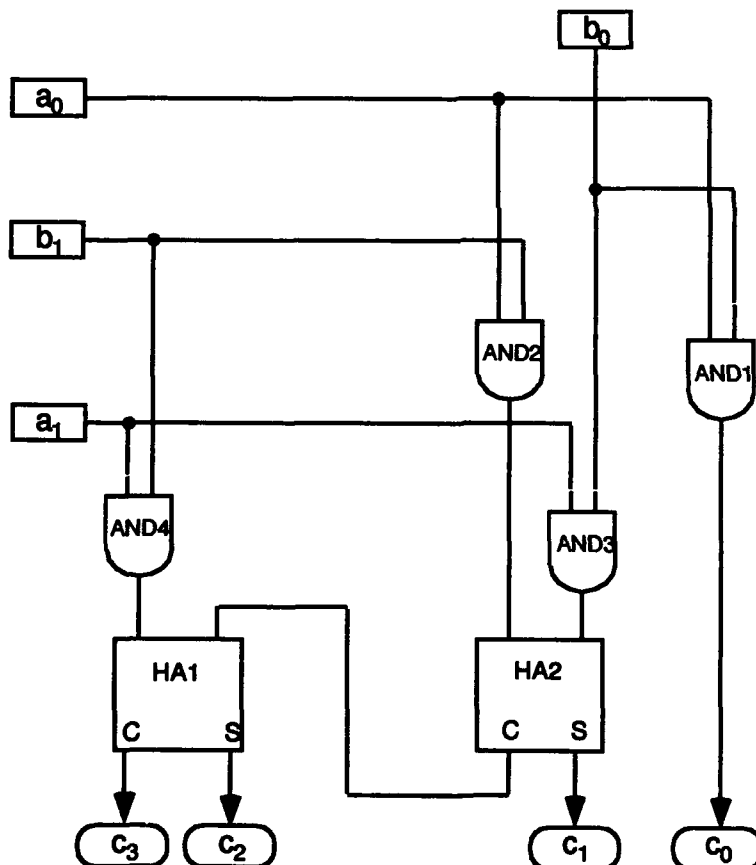 b₀
a₀
b₁
AND2
AND1
a₁
AND4
AND3
HA1
HA2
C S
C S
c₃
c₂
c₁
c₀